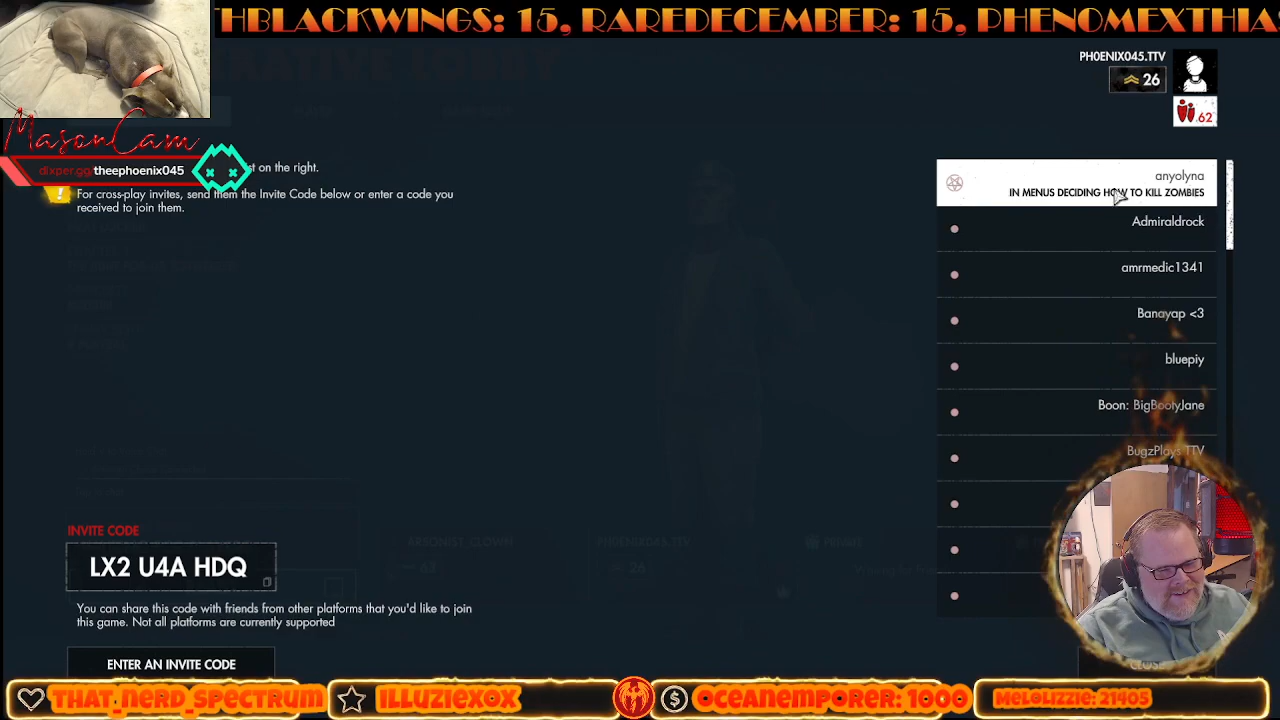 HBLACKWINGS: 15, RAREDECEMBER: 15, PHENOMEXTHIA
PH0ENIX045.TTV
26
62
MasonCam
dixper.gg/theephoenix045
t on the right.
For cross-play invites, send them the Invite Code below or enter a code you
received to join them.
anyolyna
IN MENUS DECIDING HOW TO KILL ZOMBIES
Admiraldrock
amrmedic1341
Banayap <3
bluepiy
Boon: BigBootyJane
BugzPlays.TTV
INVITE CODE
LX2 U4A HDQ
You can share this code with friends from other platforms that you'd like to join
this game. Not all platforms are currently supported
ENTER AN INVITE CODE
CLOSE
THAT_NERD_SPECTRUM
ILLUZIEXOX
OCEANEMPORER: 1000
MELOLIZZIE: 21405